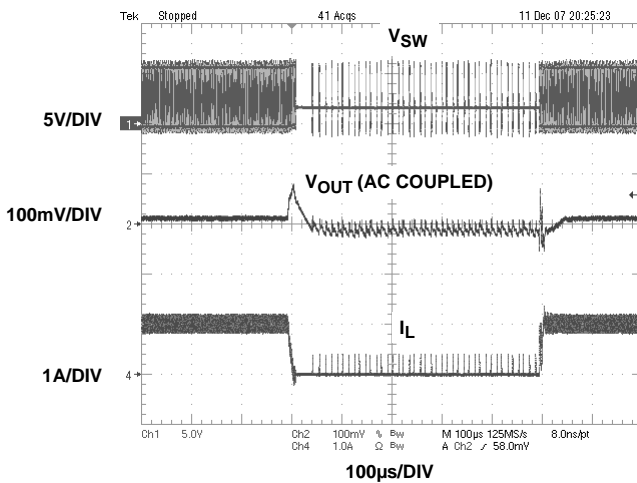 Tek Stopped 41 Acqs 11 Dec 07 20:25:23
VSW
5V/DIV
1
VOUT (AC COUPLED)
100mV/DIV
2
IL
1A/DIV
4
Ch1 5.0V Ch2 100mV % BW M 100µs 125MS/s 8.0ns/pt
Ch4 1.0A Ω BW A Ch2 ∕ 58.0mV
100µs/DIV